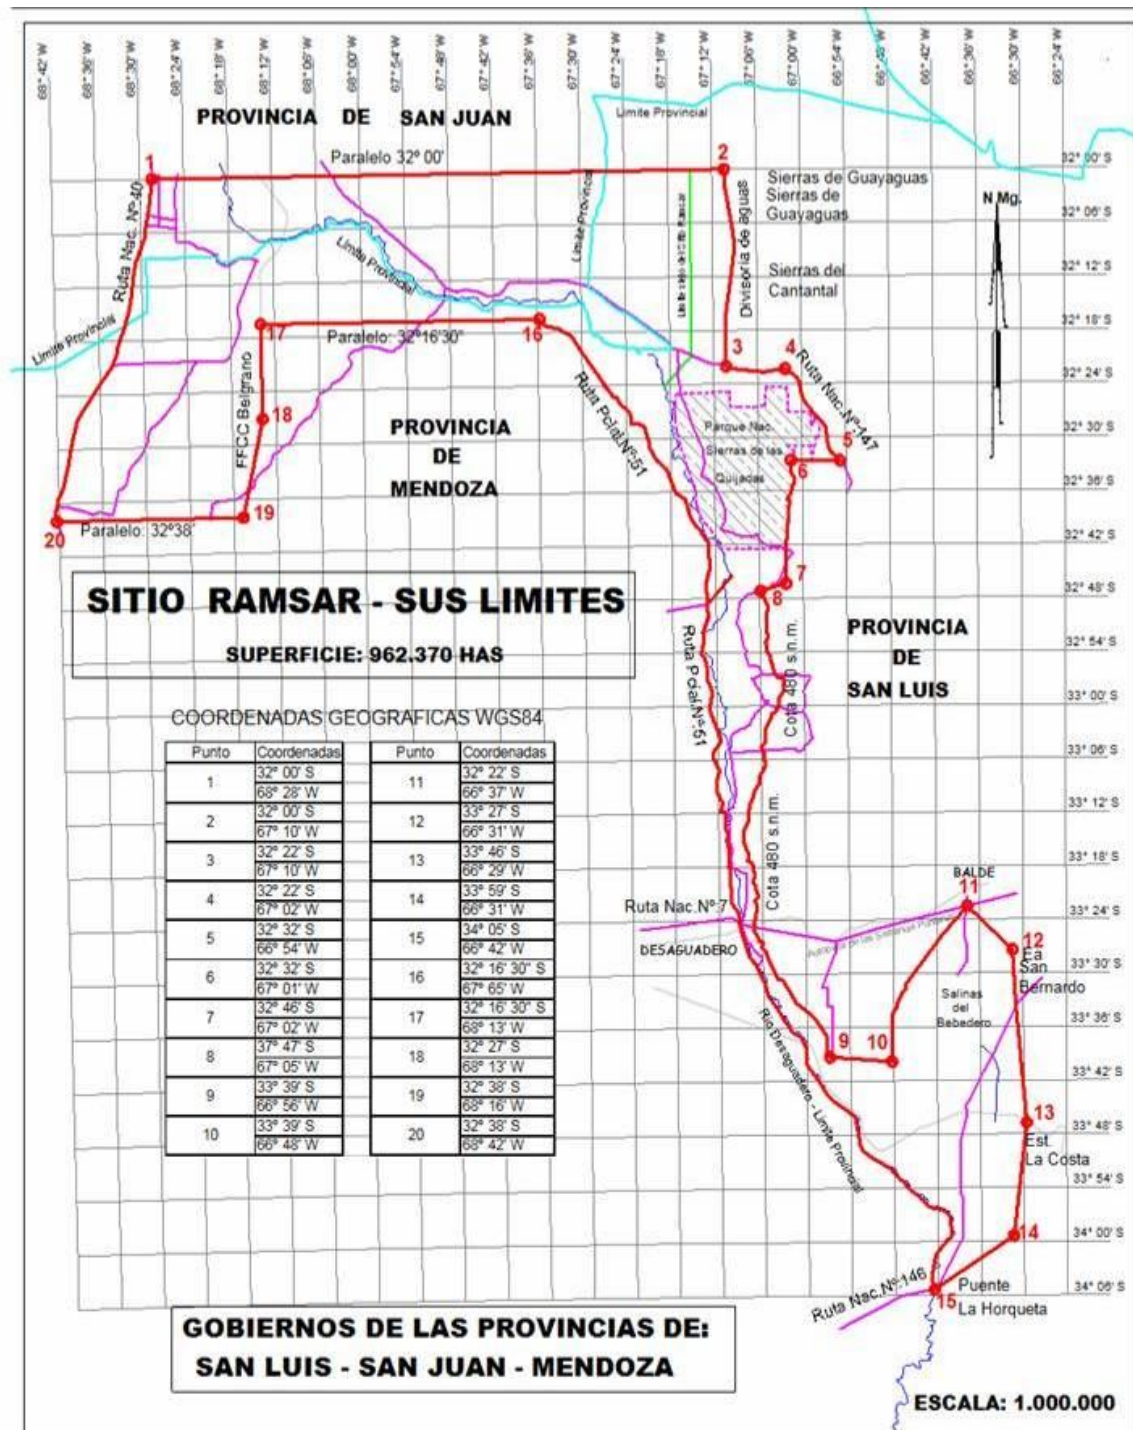 68° 42' W
68° 36' W
68° 30' W
68° 24' W
68° 18' W
68° 12' W
68° 06' W
68° 00' W
67° 54' W
67° 48' W
67° 42' W
67° 36' W
67° 30' W
67° 24' W
67° 18' W
67° 12' W
67° 06' W
67° 00' W
66° 54' W
66° 48' W
66° 42' W
66° 36' W
66° 30' W
66° 24' W
PROVINCIA DE SAN JUAN
Limite Provincial
1
Paralelo 32º 00'
2
32° 00' S
Sierras de Guayaguas
Sierras de
Guayaguas
N Mg.
32° 06' S
Ruta Nac. Nº 40
Limite Provincial
Limite Provincial
Divisoria de aguas
32° 12' S
Sierras del
Cantantal
Limite Provincial
17
Paralelo: 32º16'30"
16
32° 18' S
3
4
32° 24' S
Ruta Nac.Nº 147
FFCC Belgrano
18
PROVINCIA
DE
MENDOZA
Ruta Pcial.Nº:51
Parque Nac.
Sierras de las
Quijadas
5
6
32° 30' S
32° 36' S
20
Paralelo: 32º38'
19
32° 42' S
7
8
32° 48' S
SITIO RAMSAR - SUS LIMITES
SUPERFICIE: 962.370 HAS
PROVINCIA
DE
SAN LUIS
32° 54' S
Ruta Pcial.Nº:51
Cota 480 s.n.m.
33° 00' S
33° 06' S
COORDENADAS GEOGRAFICAS WGS84
Punto Coordenadas Punto Coordenadas
1 32° 00' S 68° 28' W 11 32° 22' S 66° 37' W
2 32° 00' S 67° 10' W 12 33° 27' S 66° 31' W
3 32° 22' S 67° 10' W 13 33° 46' S 66° 29' W
4 32° 22' S 67° 02' W 14 33° 59' S 66° 31' W
5 32° 32' S 66° 54' W 15 34° 05' S 66° 42' W
6 32° 32' S 67° 01' W 16 32° 16' 30" S 67° 65' W
7 32° 46' S 67° 02' W 17 32° 16' 30" S 68° 13' W
8 37° 47' S 67° 05' W 18 32° 27' S 68° 13' W
9 33° 39' S 66° 56' W 19 32° 38' S 68° 16' W
10 33° 39' S 66° 48' W 20 32° 38' S 68° 42' W
Cota 480 s.n.m.
33° 12' S
33° 18' S
BALDE
11
Ruta Nac.Nº:7
33° 24' S
DESAGUADERO
12
Ea
San
Bernardo
33° 30' S
Salinas
del
Bebedero
33° 36' S
9
10
33° 42' S
Rio Desaguadero - Limite Provincial
13
33° 48' S
Est.
La Costa
33° 54' S
14
34° 00' S
Ruta Nac.Nº:146
15
Puente
La Horqueta
34° 06' S
GOBIERNOS DE LAS PROVINCIAS DE:
SAN LUIS - SAN JUAN - MENDOZA
ESCALA: 1.000.000